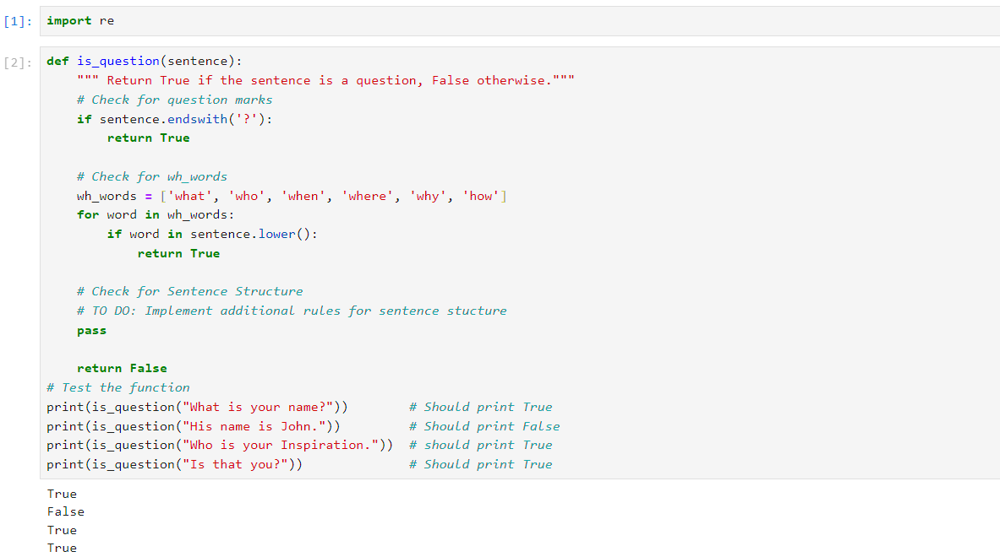 [1]: import re
[2]: def is_question(sentence):
    """ Return True if the sentence is a question, False otherwise."""
    # Check for question marks
    if sentence.endswith('?'):
        return True
    # Check for wh_words
    wh_words = ['what', 'who', 'when', 'where', 'why', 'how']
    for word in wh_words:
        if word in sentence.lower():
            return True
    # Check for Sentence Structure
    # TO DO: Implement additional rules for sentence stucture
    pass
    return False
# Test the function
print(is_question("What is your name?"))        # Should print True
print(is_question("His name is John."))         # Should print False
print(is_question("Who is your Inspiration."))  # should print True
print(is_question("Is that you?"))              # Should print True
True
False
True
True